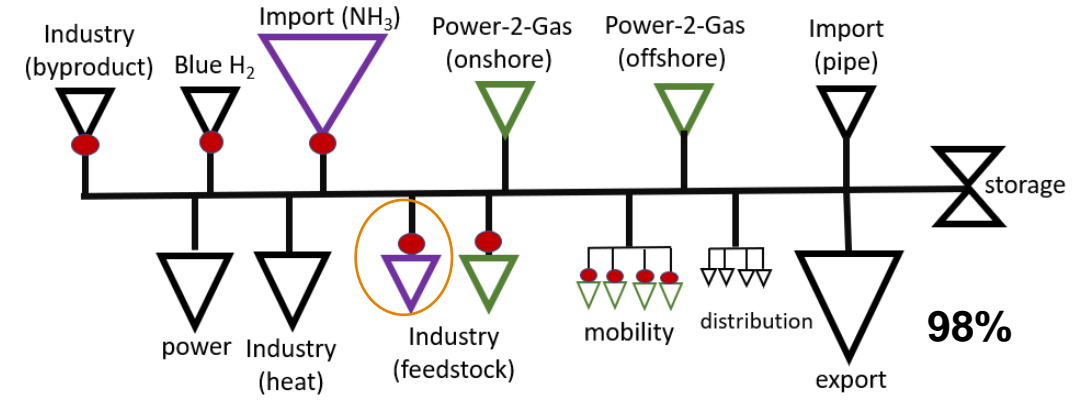 Industry
(byproduct)
Blue H₂
Import (NH₃)
Power-2-Gas
(onshore)
Power-2-Gas
(offshore)
Import
(pipe)
storage
power
Industry
(heat)
Industry
(feedstock)
mobility
distribution
export
98%